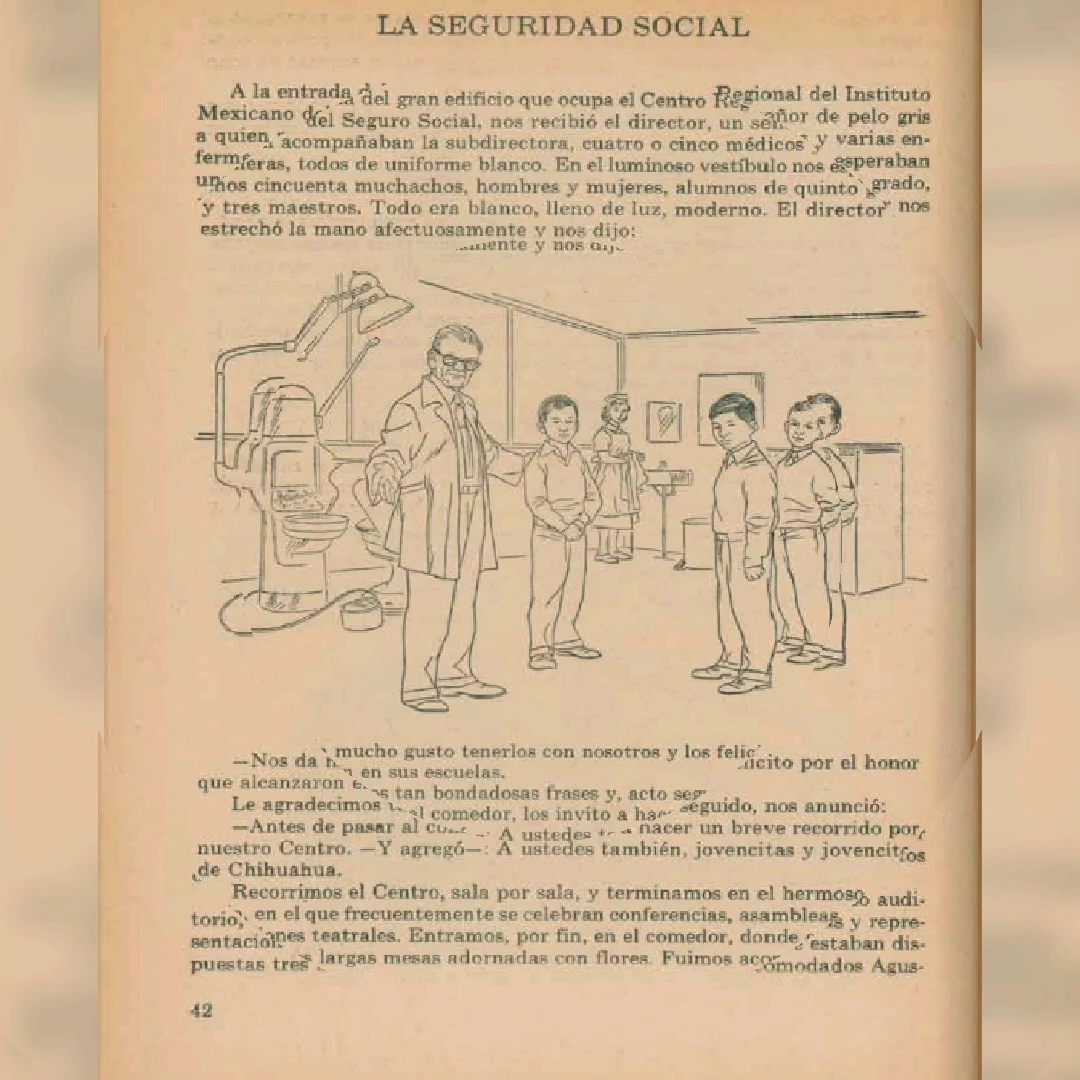 LA SEGURIDAD SOCIAL
A la entrada del gran edificio que ocupa el Centro Regional del Instituto
Mexicano del Seguro Social, nos recibió el director, un señor de pelo gris
a quien acompañaban la subdirectora, cuatro o cinco médicos y varias en-
fermeras, todos de uniforme blanco. En el luminoso vestíbulo nos esperaban
unos cincuenta muchachos, hombres y mujeres, alumnos de quinto grado,
y tres maestros. Todo era blanco, lleno de luz, moderno. El director nos
estrechó la mano afectuosamente y nos dijo:
—Nos da mucho gusto tenerlos con nosotros y los felicito por el honor
que alcanzaron en sus escuelas.
Le agradecimos tan bondadosas frases y, acto seguido, nos anunció:
—Antes de pasar al comedor, los invito a hacer un breve recorrido por
nuestro Centro. —Y agregó—: A ustedes también, jovencitas y jovencitos
de Chihuahua.
Recorrimos el Centro, sala por sala, y terminamos en el hermoso audi-
torio, en el que frecuentemente se celebran conferencias, asambleas y repre-
sentaciones teatrales. Entramos, por fin, en el comedor, donde estaban dis-
puestas tres largas mesas adornadas con flores. Fuimos acomodados Agus-
42